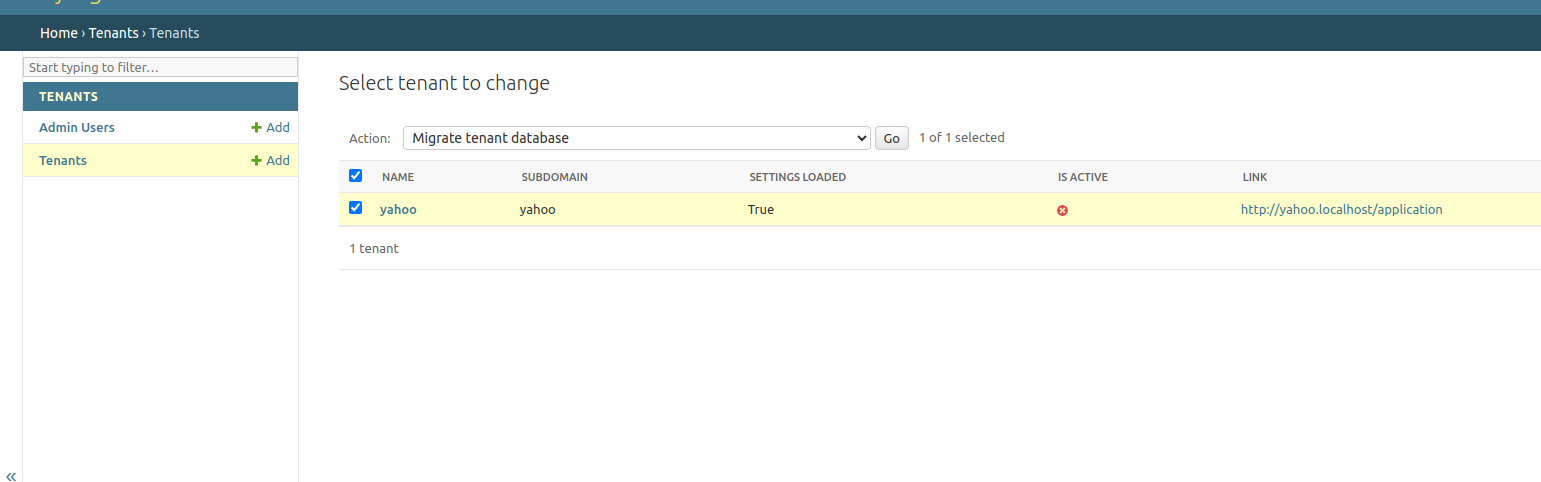 Home › Tenants › Tenants
Start typing to filter…
TENANTS
Admin Users + Add
Tenants + Add
«
Select tenant to change
Action: Migrate tenant database Go 1 of 1 selected
NAME SUBDOMAIN SETTINGS LOADED IS ACTIVE LINK
yahoo yahoo True http://yahoo.localhost/application
1 tenant